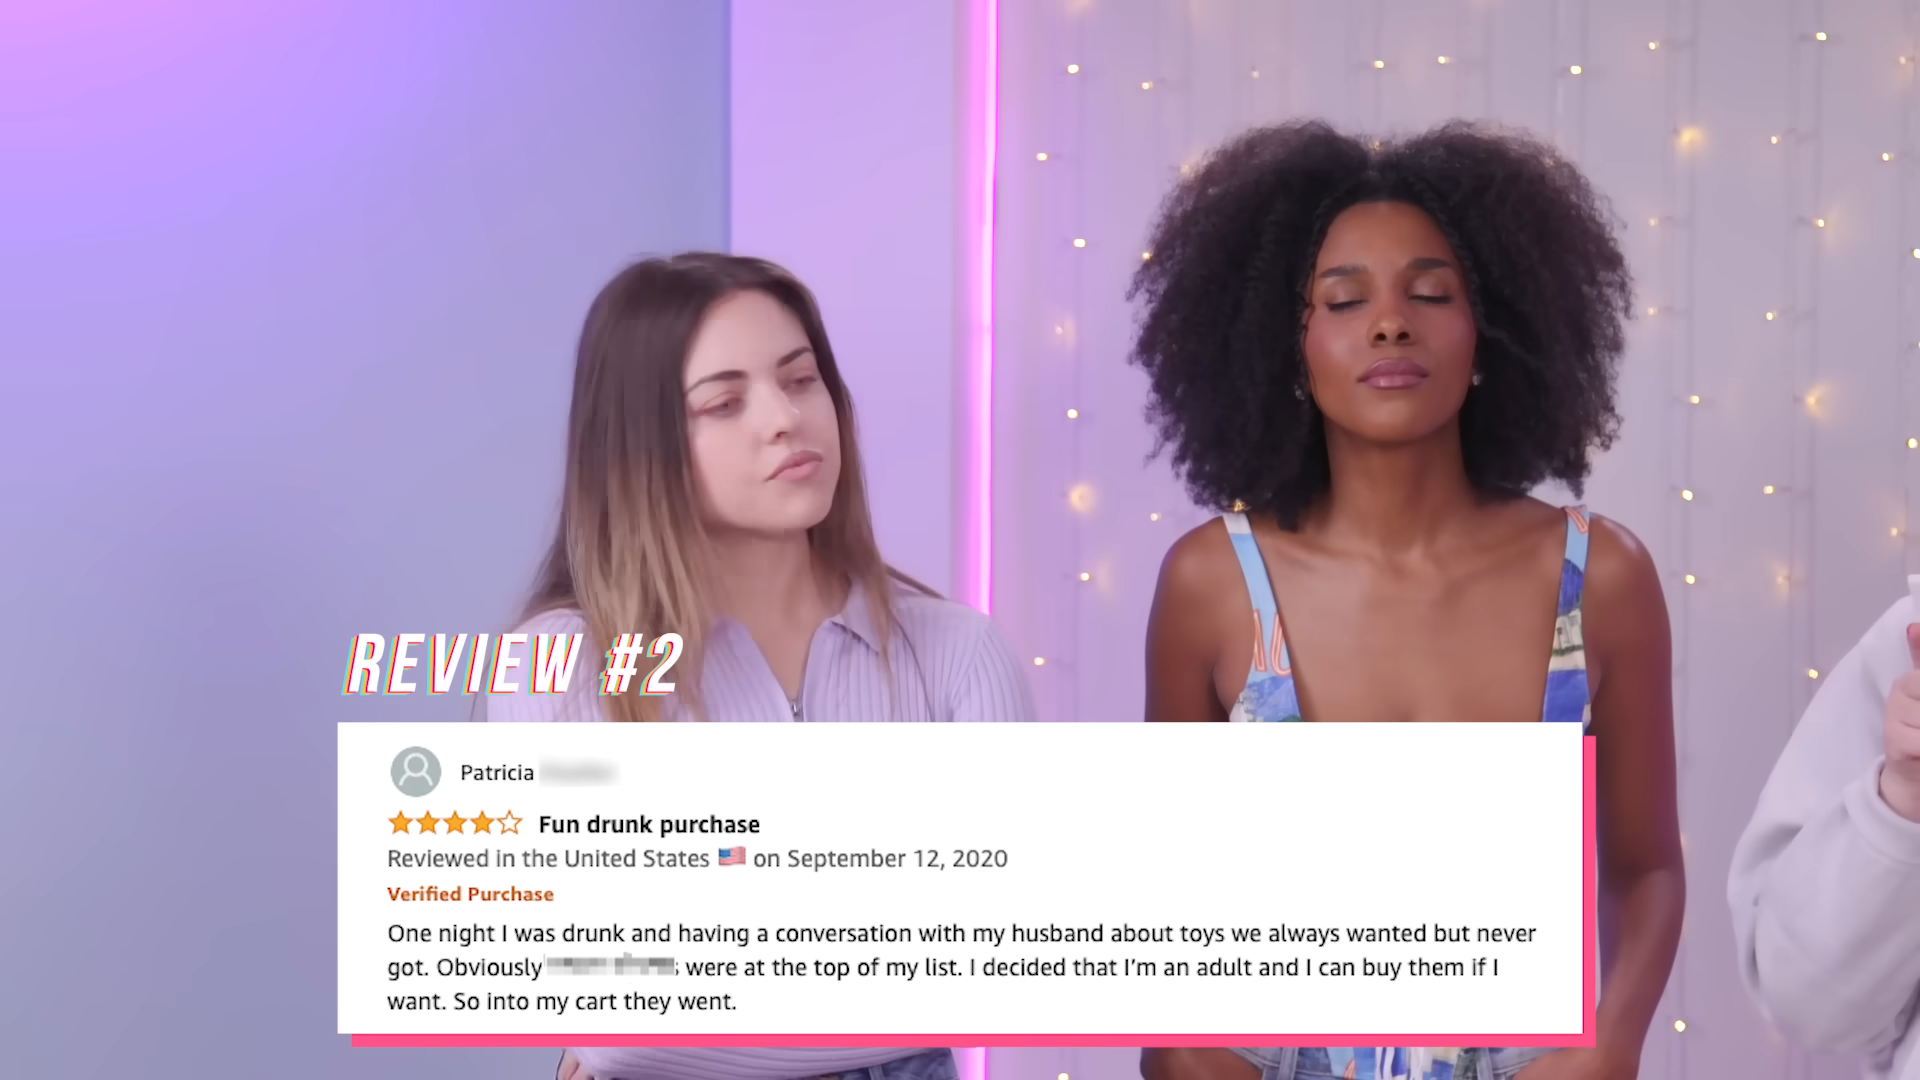 REVIEW #2
Patricia
Fun drunk purchase
Reviewed in the United States on September 12, 2020
Verified Purchase
One night I was drunk and having a conversation with my husband about toys we always wanted but never
got. Obviously were at the top of my list. I decided that I'm an adult and I can buy them if I
want. So into my cart they went.